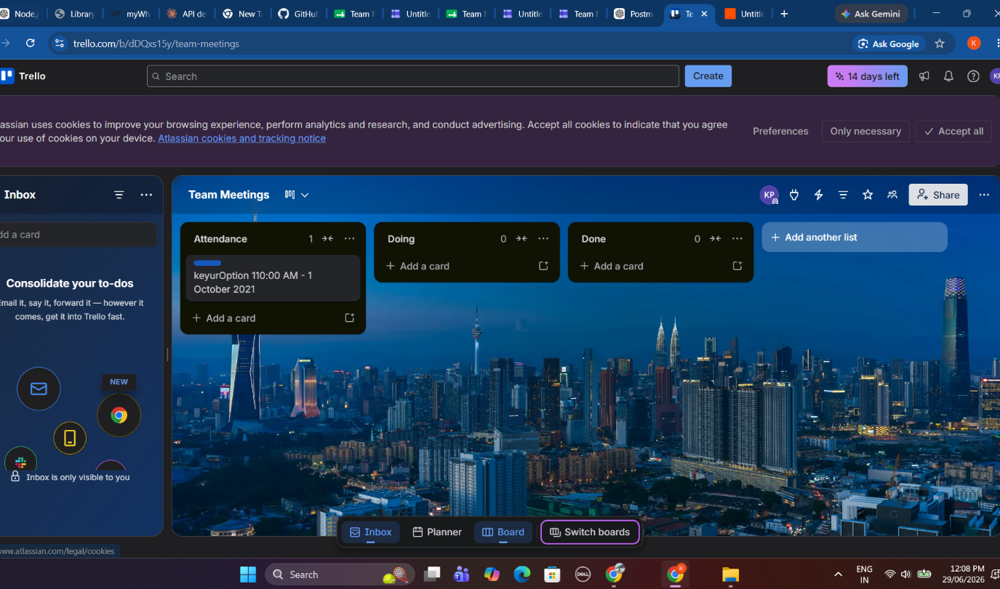 Node.j
Library
myWh
API de
New Ta
GitHub
Team
Untitle
Team
Untitle
Team
Postm
Te
Untitle
Ask Gemini
trello.com/b/dDQxs15y/team-meetings
Ask Google
K
Trello
Search
Create
14 days left
KP
assian uses cookies to improve your browsing experience, perform analytics and research, and conduct advertising. Accept all cookies to indicate that you agree
our use of cookies on your device. Atlassian cookies and tracking notice
Preferences
Only necessary
Accept all
Inbox
dd a card
Consolidate your to-dos
Email it, say it, forward it — however it
comes, get it into Trello fast.
NEW
Inbox is only visible to you
Team Meetings
KP
Share
Attendance 1
keyurOption 110:00 AM - 1
October 2021
Add a card
Doing 0
Add a card
Done 0
Add a card
Add another list
Inbox
Planner
Board
Switch boards
www.atlassian.com/legal/cookies
Search
DELL
K
ENG
IN
12:08 PM
29/06/2026